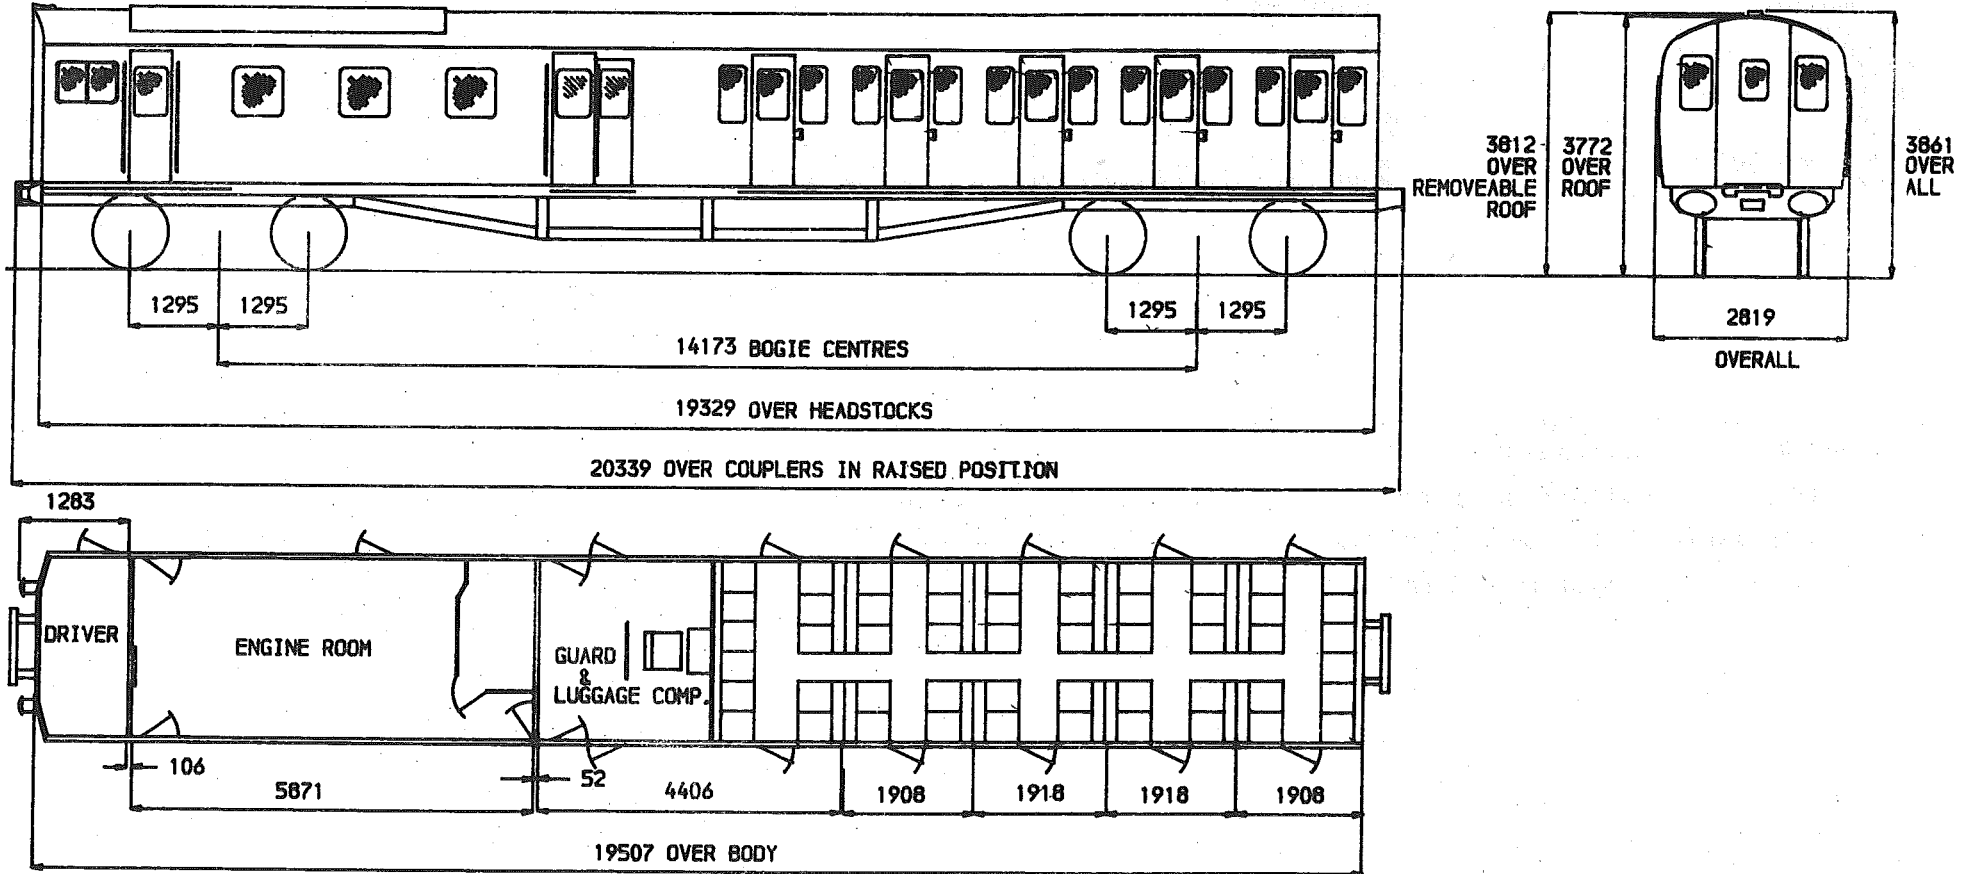 3812
OVER
REMOVEABLE
ROOF
3772
OVER
ROOF
3861
OVER
ALL
1295
1295
1295
1295
2819
OVERALL
14173 BOGIE CENTRES
19329 OVER HEADSTOCKS
20339 OVER COUPLERS IN RAISED POSITION
1283
DRIVER
ENGINE ROOM
GUARD
&
LUGGAGE COMP.
106
5871
52
4406
1908
1918
1918
1908
19507 OVER BODY